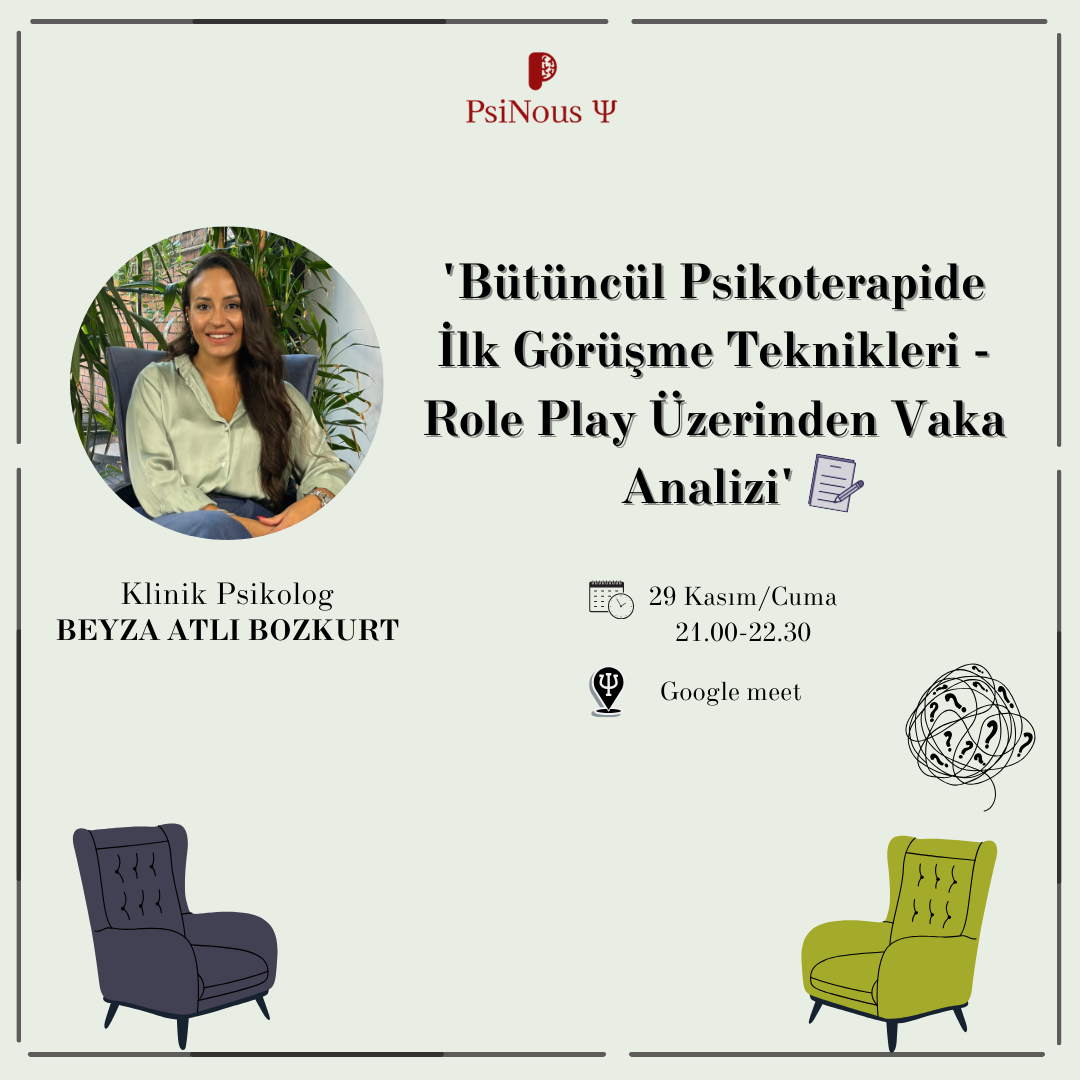 PsiNous Ψ
'Bütüncül Psikoterapide
İlk Görüşme Teknikleri -
Role Play Üzerinden Vaka
Analizi'
Klinik Psikolog
BEYZA ATLI BOZKURT
29 Kasım/Cuma
21.00-22.30
Google meet